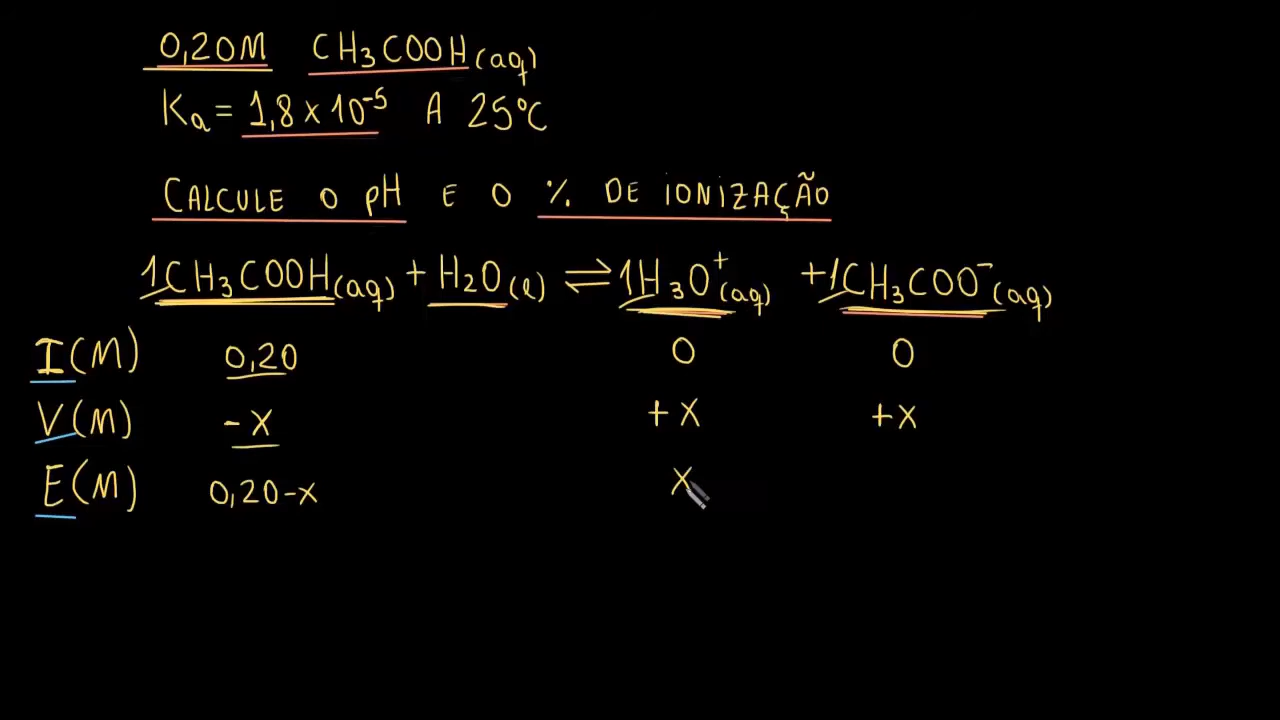 0,20M CH₃COOH(aq)
Ka = 1,8 x 10⁻⁵ A 25°C
CALCULE O pH E O % DE IONIZAÇÃO
1CH₃COOH(aq) + H₂O(l) ⇌ 1H₃O⁺(aq) + 1CH₃COO⁻(aq)
I(M) 0,20 0 0
V(M) - X + X + X
E(M) 0,20 - X X